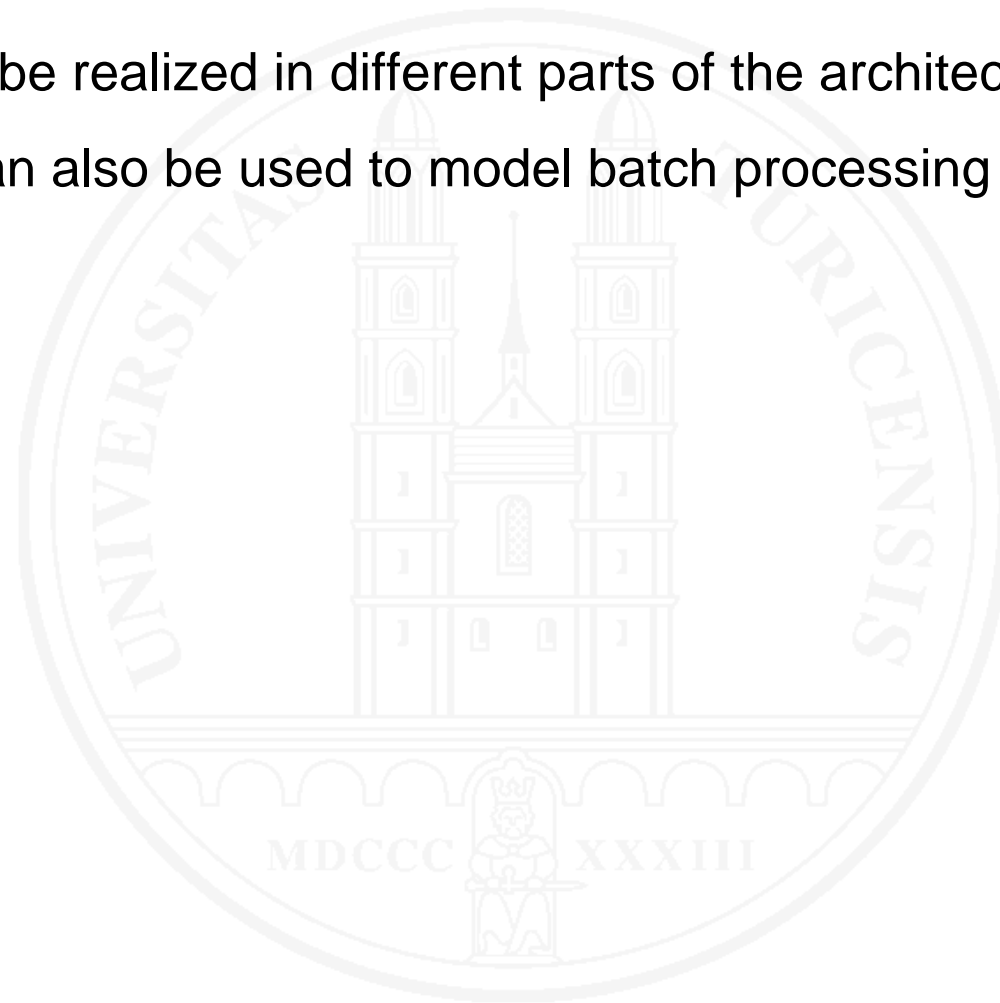 be realized in different parts of the architec
an also be used to model batch processing
UNIVERSITAS TURICENSIS
MDCCC XXXIII